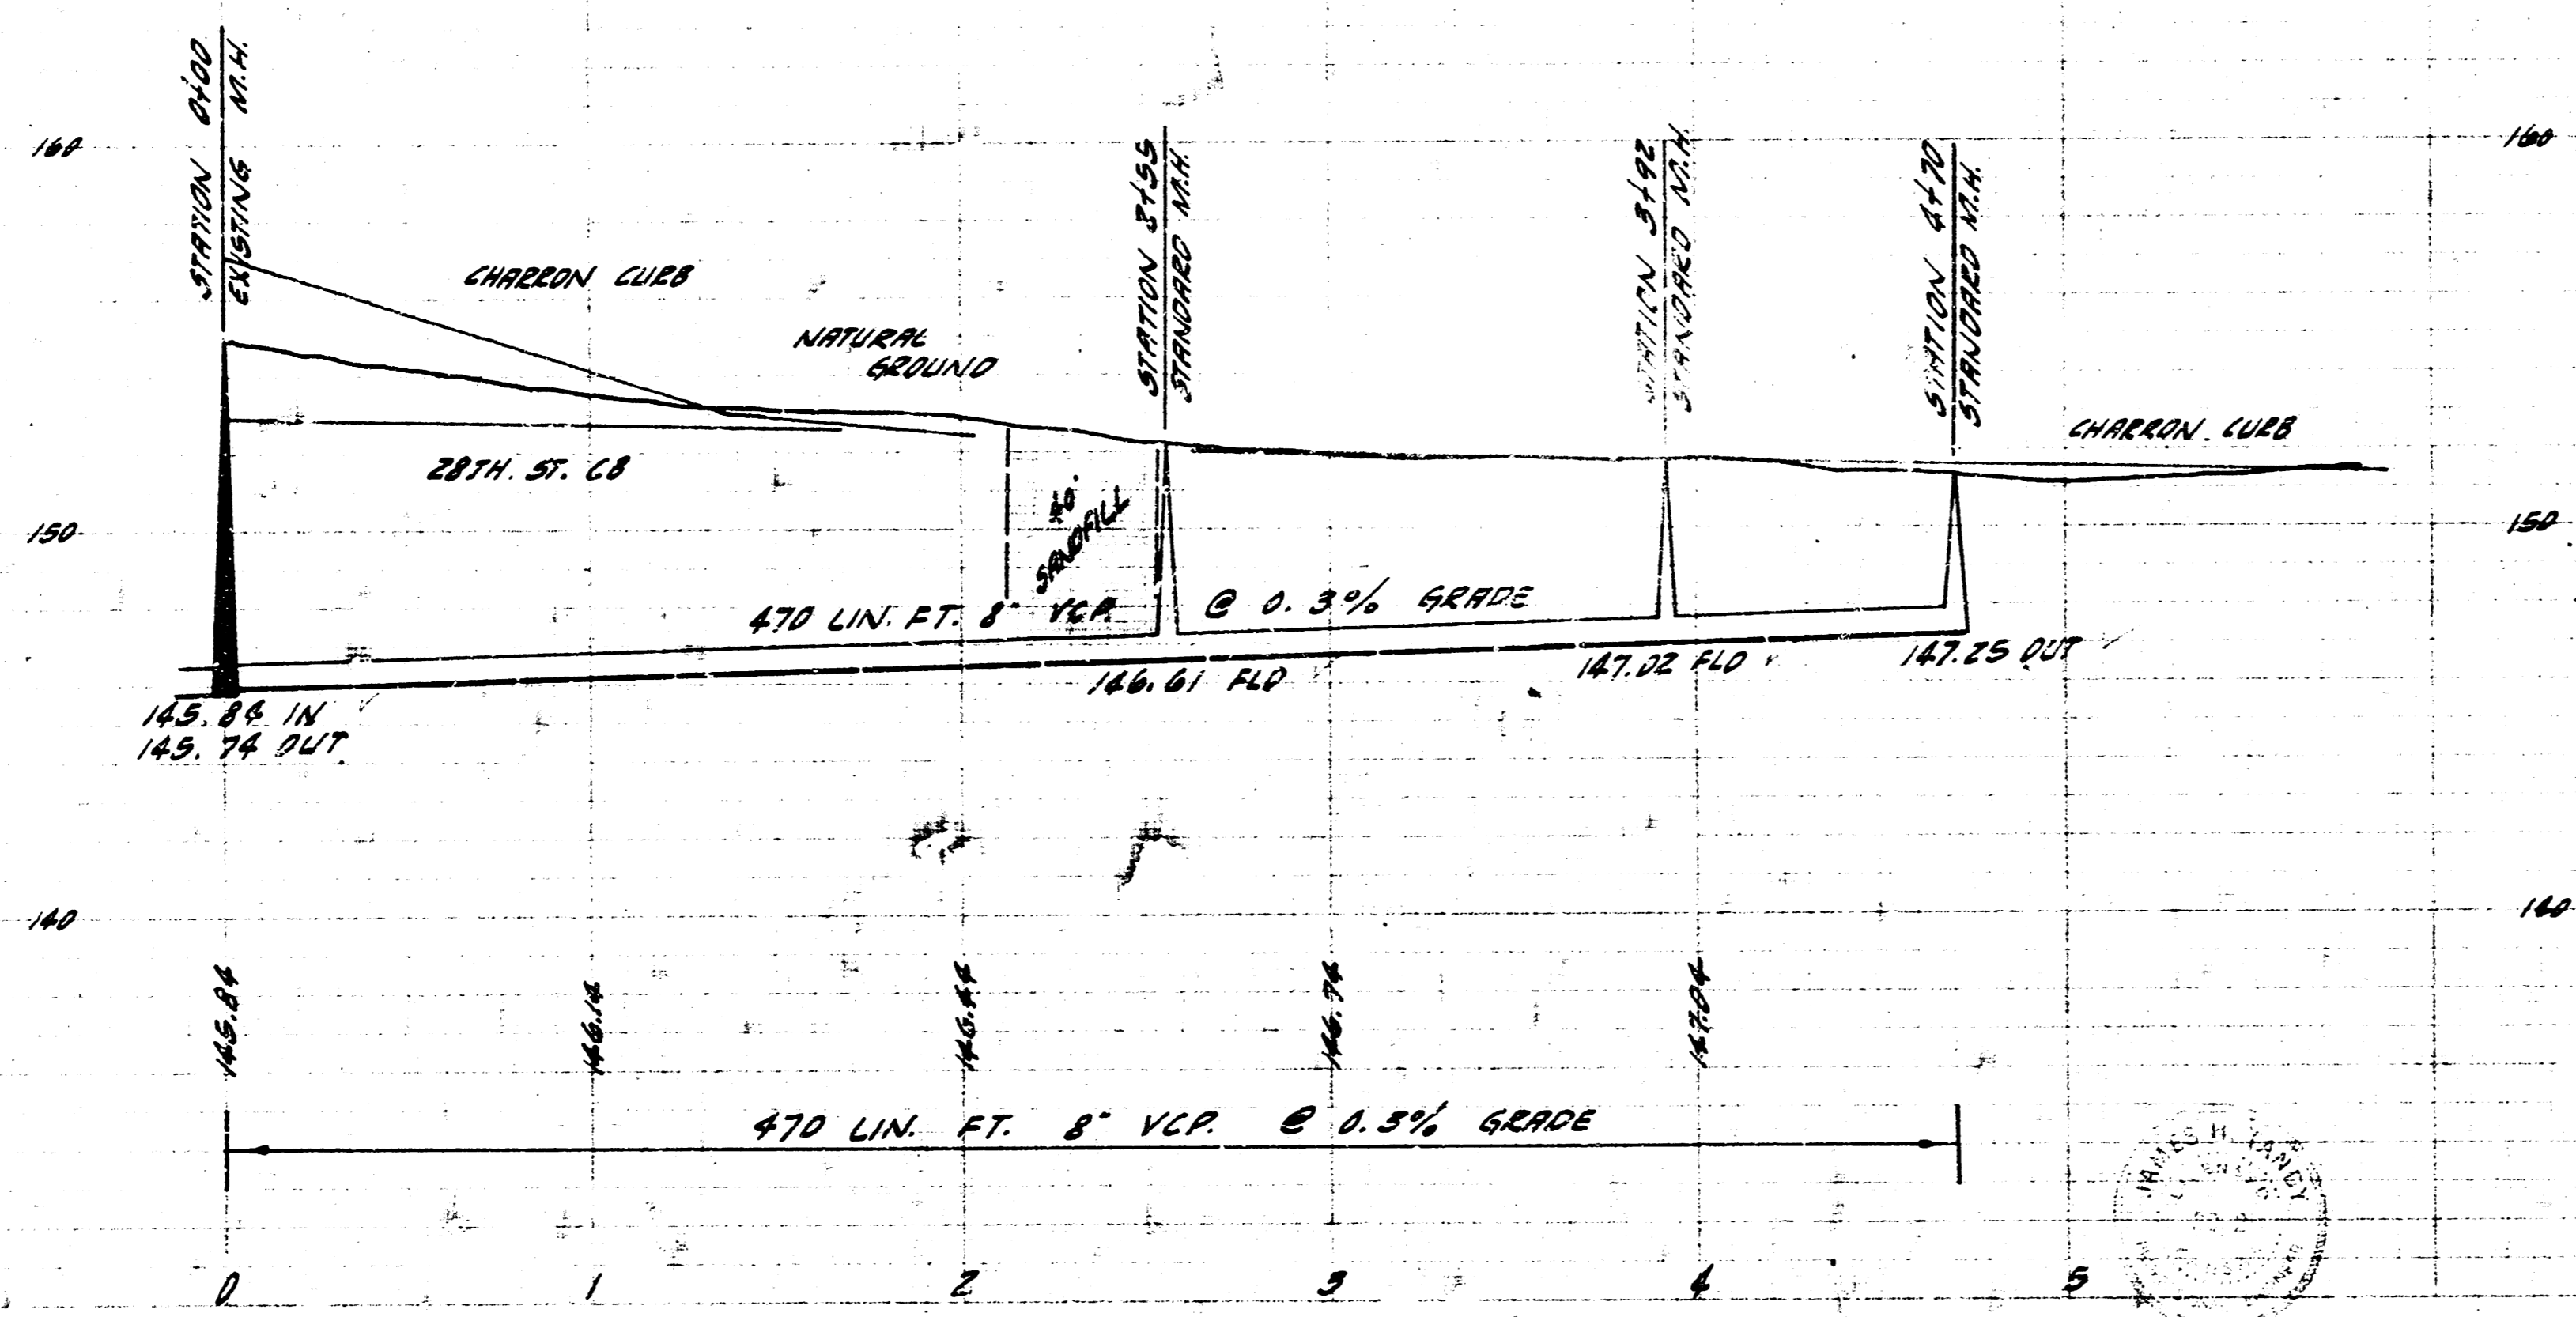 STATION 0+00
EXISTING M.H.
STATION 2+55
STANDARD M.H.
STATION 3+92
STANDARD M.H.
STATION 4+70
STANDARD M.H.
160
160
CHARRON CURB
NATURAL
GROUND
CHARRON CURB
28TH. ST. CB
SANDFILL
150
150
470 LIN. FT. 8" VCP. @ 0.3% GRADE
145.84 IN
145.74 OUT
146.61 FLO
147.02 FLO
147.25 OUT
140
140
145.84
146.14
146.44
146.74
147.04
470 LIN. FT. 8" VCP. @ 0.3% GRADE
JAMES H. TANDY
0 1 2 3 4 5